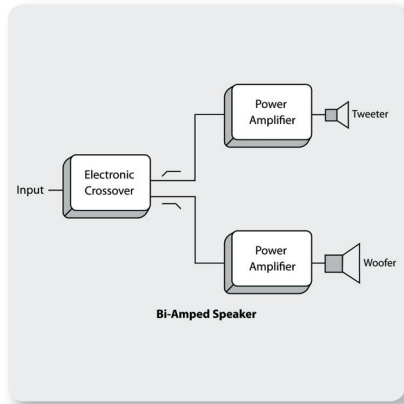 Power
Amplifier
Tweeter
Electronic
Crossover
Input
Power
Amplifier
Woofer
Bi-Amped Speaker